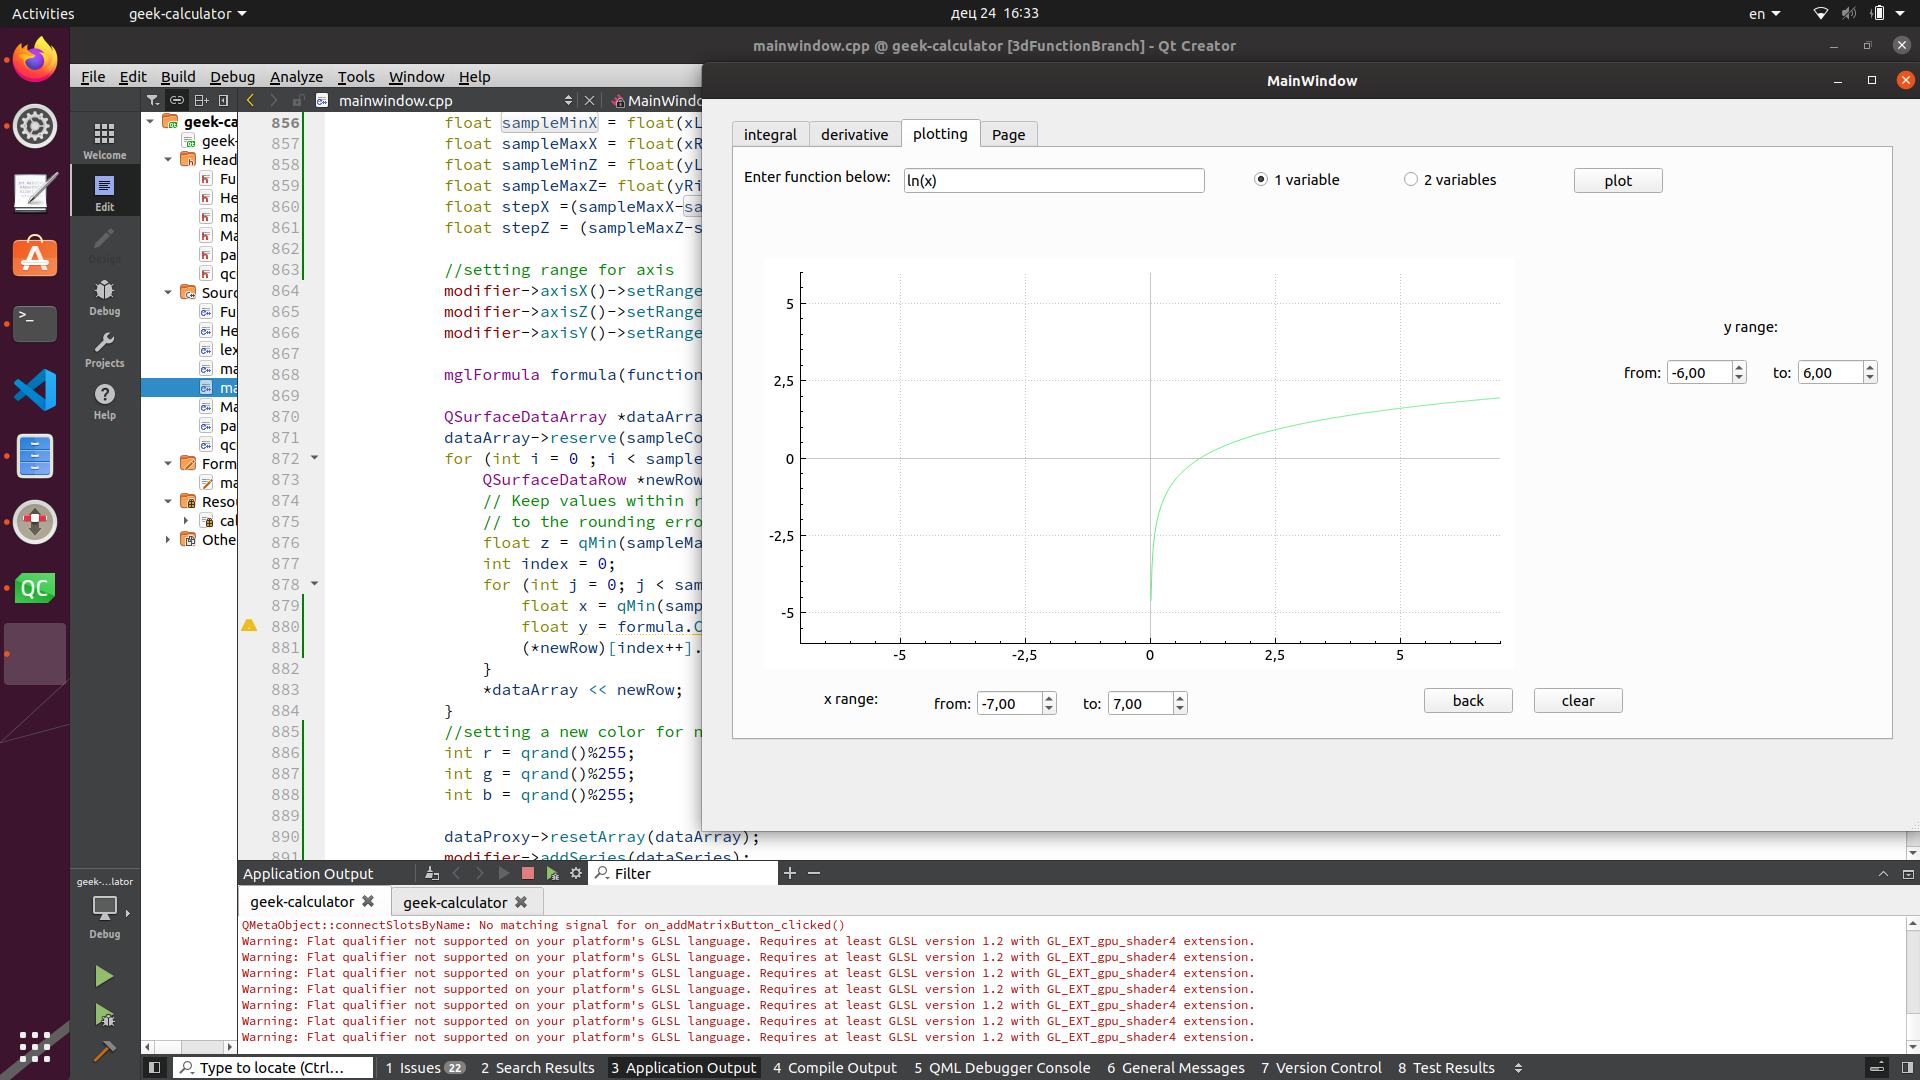 Activities
geek-calculator
дец 24 16:33
en
mainwindow.cpp @ geek-calculator [3dFunctionBranch] - Qt Creator
File Edit Build Debug Analyze Tools Window Help
mainwindow.cpp
MainWindo
Welcome
Edit
Design
Debug
Projects
Help
geek-ca
geek-
Head
Fu
He
ma
Ma
pa
qc
Sourc
Fu
He
lex
ma
ma
Ma
pa
qc
Form
ma
Resou
cal
Othe
856 float sampleMinX = float(xL
857 float sampleMaxX = float(xR
858 float sampleMinZ = float(yL
859 float sampleMaxZ= float(yRi
860 float stepX =(sampleMaxX-sa
861 float stepZ = (sampleMaxZ-s
862
863 //setting range for axis
864 modifier->axisX()->setRange
865 modifier->axisZ()->setRange
866 modifier->axisY()->setRange
867
868 mglFormula formula(function
869
870 QSurfaceDataArray *dataArra
871 dataArray->reserve(sampleCo
872 for (int i = 0 ; i < sample
873 QSurfaceDataRow *newRow
874 // Keep values within r
875 // to the rounding erro
876 float z = qMin(sampleMa
877 int index = 0;
878 for (int j = 0; j < sam
879 float x = qMin(samp
880 float y = formula.C
881 (*newRow)[index++].
882 }
883 *dataArray << newRow;
884 }
885 //setting a new color for n
886 int r = qrand()%255;
887 int g = qrand()%255;
888 int b = qrand()%255;
889
890 dataProxy->resetArray(dataArray);
891 modifier->addSeries(dataSeries);
MainWindow
integral derivative plotting Page
Enter function below: ln(x) 1 variable 2 variables plot
5
2,5
0
-2,5
-5
-5 -2,5 0 2,5 5
y range:
from: -6,00 to: 6,00
x range: from: -7,00 to: 7,00 back clear
geek-...lator
Debug
Application Output
Filter
geek-calculator geek-calculator
QMetaObject::connectSlotsByName: No matching signal for on_addMatrixButton_clicked()
Warning: Flat qualifier not supported on your platform's GLSL language. Requires at least GLSL version 1.2 with GL_EXT_gpu_shader4 extension.
Warning: Flat qualifier not supported on your platform's GLSL language. Requires at least GLSL version 1.2 with GL_EXT_gpu_shader4 extension.
Warning: Flat qualifier not supported on your platform's GLSL language. Requires at least GLSL version 1.2 with GL_EXT_gpu_shader4 extension.
Warning: Flat qualifier not supported on your platform's GLSL language. Requires at least GLSL version 1.2 with GL_EXT_gpu_shader4 extension.
Warning: Flat qualifier not supported on your platform's GLSL language. Requires at least GLSL version 1.2 with GL_EXT_gpu_shader4 extension.
Warning: Flat qualifier not supported on your platform's GLSL language. Requires at least GLSL version 1.2 with GL_EXT_gpu_shader4 extension.
Warning: Flat qualifier not supported on your platform's GLSL language. Requires at least GLSL version 1.2 with GL_EXT_gpu_shader4 extension.
Type to locate (Ctrl... 1 Issues 22 2 Search Results 3 Application Output 4 Compile Output 5 QML Debugger Console 6 General Messages 7 Version Control 8 Test Results